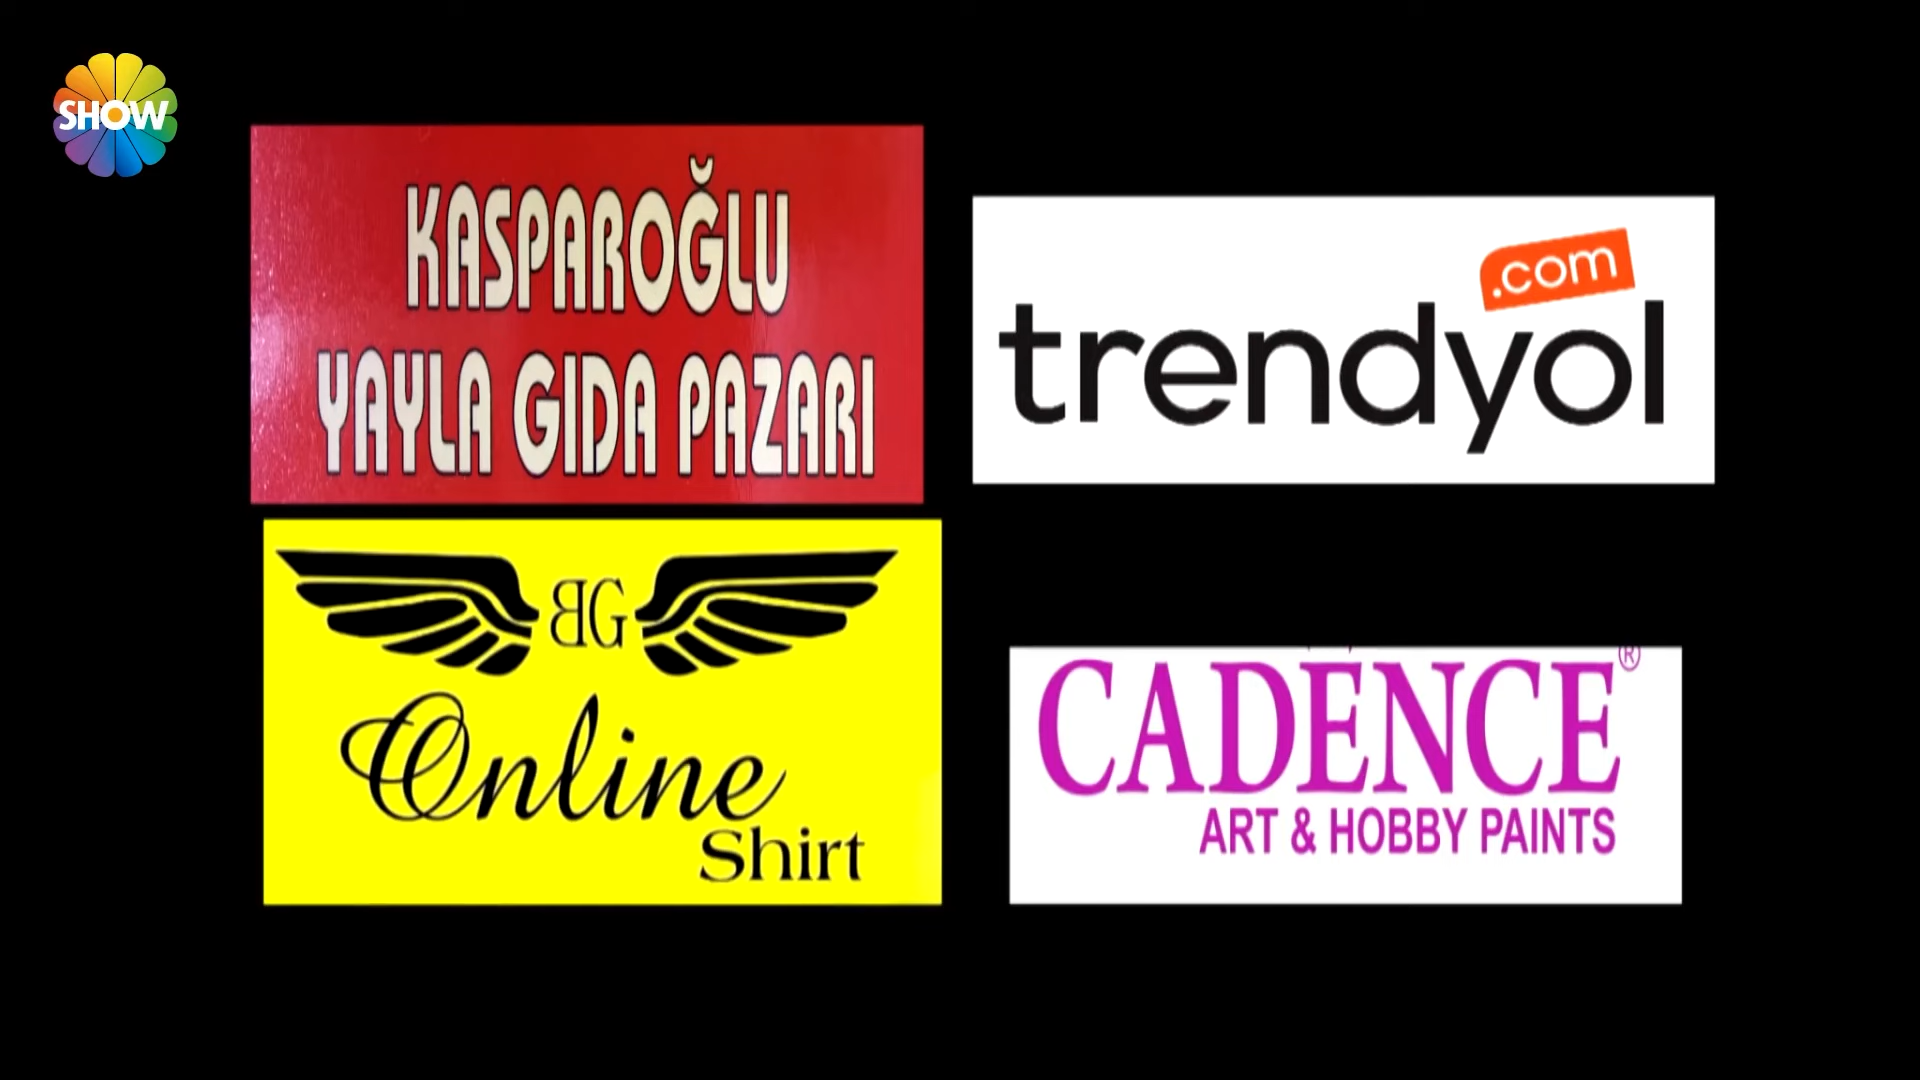 SHOW
KASPAROĞLU
YAYLA GIDA PAZARI
.com
trendyol
BG
Online
Shirt
CADENCE®
ART & HOBBY PAINTS